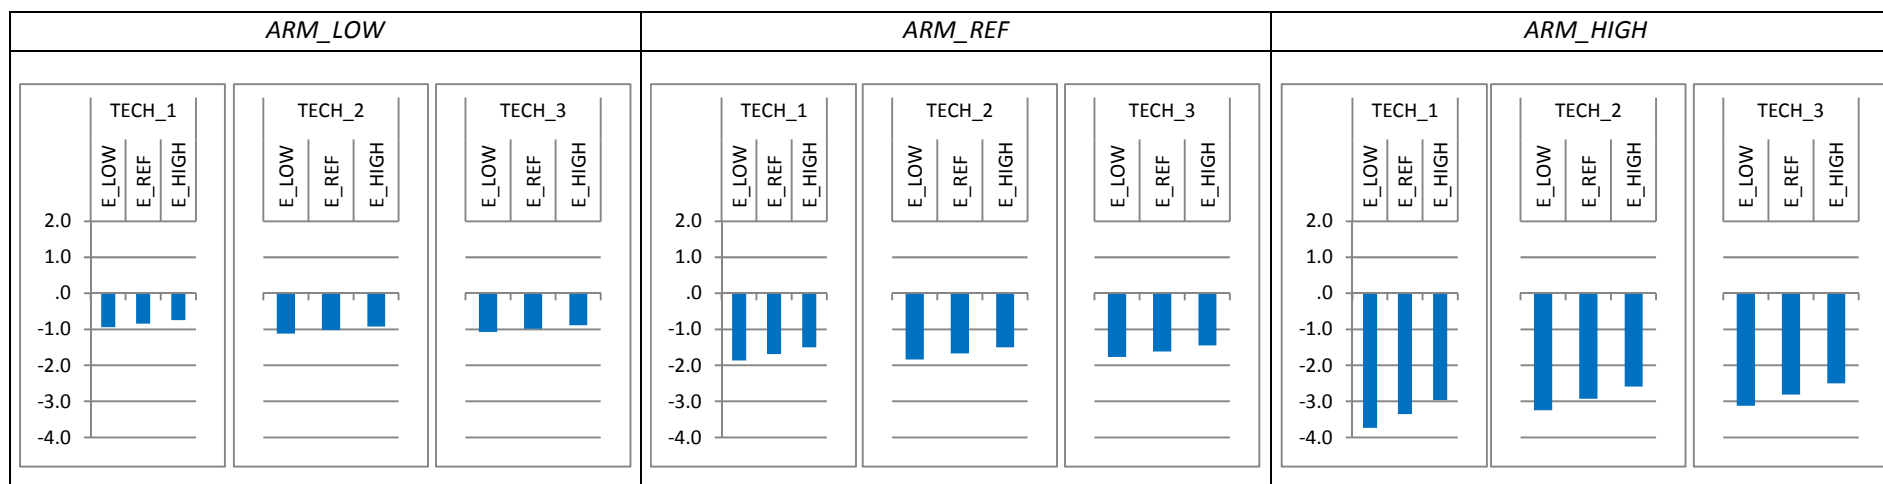 ARM_LOW ARM_REF ARM_HIGH
TECH_1 TECH_2 TECH_3 TECH_1 TECH_2 TECH_3 TECH_1 TECH_2 TECH_3
E_LOW E_REF E_HIGH E_LOW E_REF E_HIGH E_LOW E_REF E_HIGH E_LOW E_REF E_HIGH E_LOW E_REF E_HIGH E_LOW E_REF E_HIGH E_LOW E_REF E_HIGH E_LOW E_REF E_HIGH E_LOW E_REF E_HIGH
2.0 2.0 2.0
1.0 1.0 1.0
.0 .0 .0
-1.0 -1.0 -1.0
-2.0 -2.0 -2.0
-3.0 -3.0 -3.0
-4.0 -4.0 -4.0